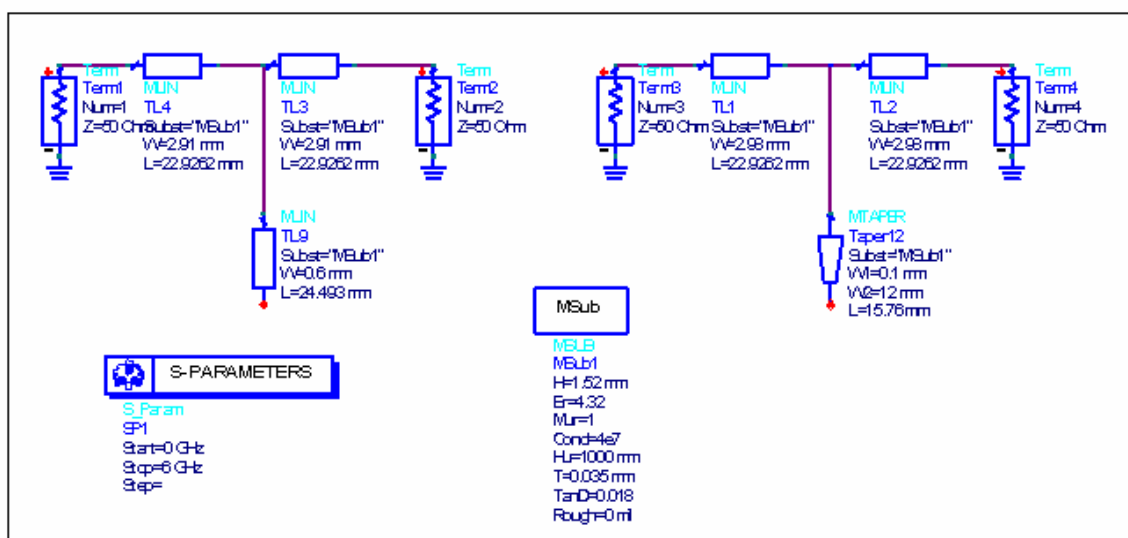 Term
Term1
Num=1
Z=50 Ohm
MLIN
TL4
Subst="MSub1"
W=2.91 mm
L=22.9262 mm
MLIN
TL3
Subst="MSub1"
W=2.91 mm
L=22.9262 mm
Term
Term2
Num=2
Z=50 Ohm
Term
Term3
Num=3
Z=50 Ohm
MLIN
TL1
Subst="MSub1"
W=2.98 mm
L=22.9262 mm
MLIN
TL2
Subst="MSub1"
W=2.98 mm
L=22.9262 mm
Term
Term4
Num=4
Z=50 Ohm
MLIN
TL9
Subst="MSub1"
W=0.6 mm
L=24.493 mm
MTAPER
Taper12
Subst="MSub1"
W1=0.1 mm
W2=12 mm
L=15.76 mm
MSub
MSUB
MSub1
H=1.52 mm
Er=4.32
Mur=1
Cond=4e7
Hu=1000 mm
T=0.035 mm
TanD=0.018
Rough=0 mil
S-PARAMETERS
S_Param
SP1
Start=0 GHz
Stop=6 GHz
Step=